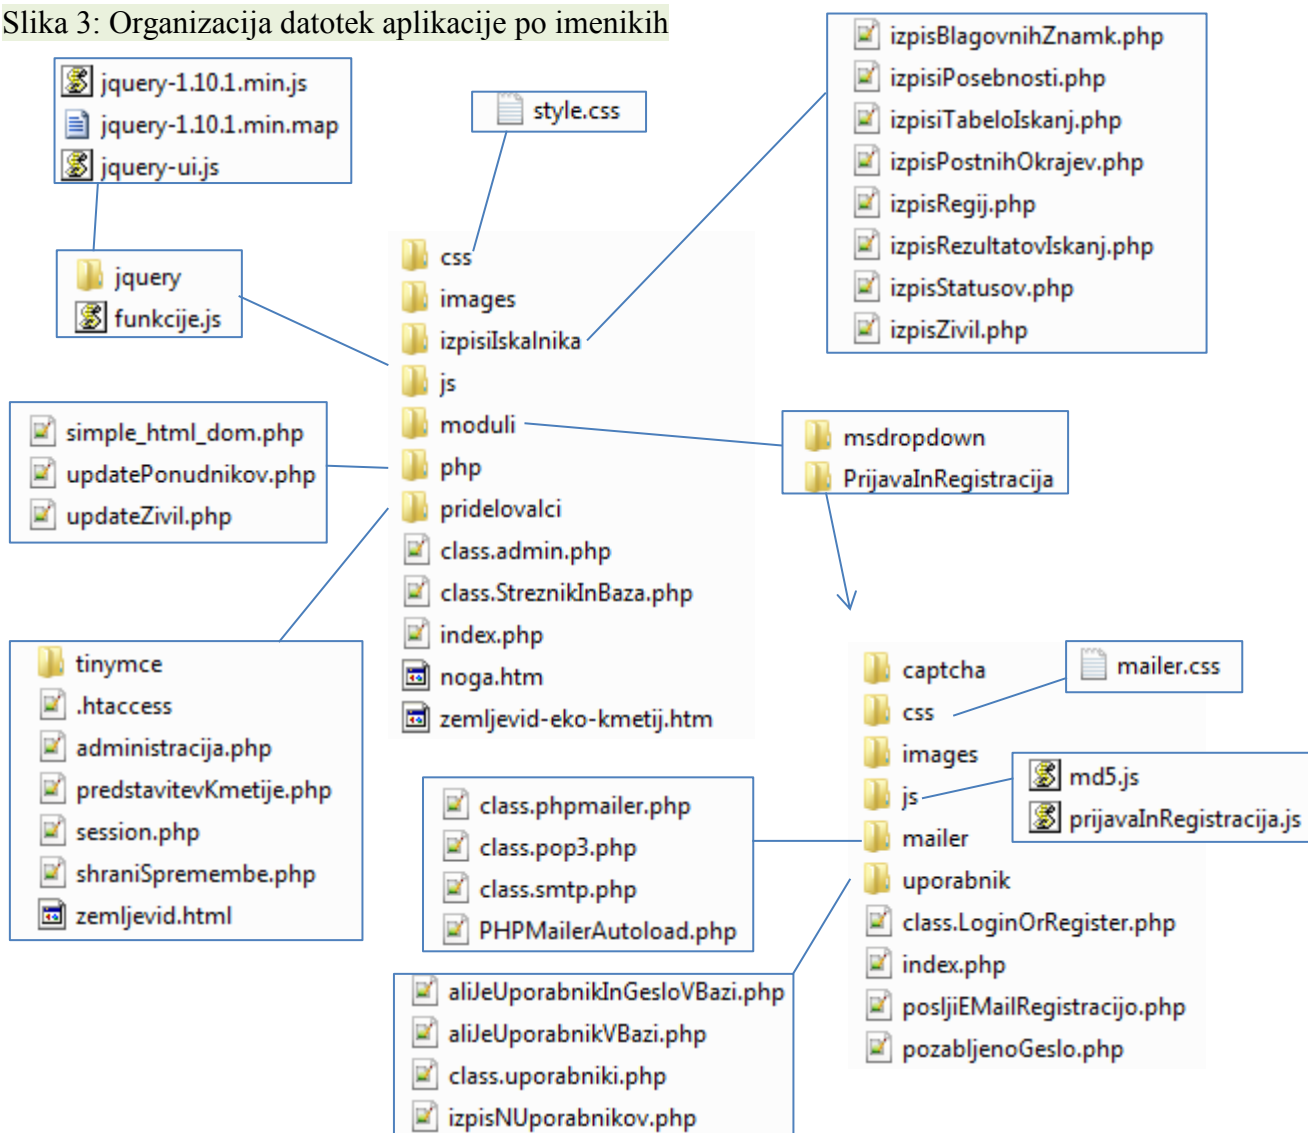 Slika 3: Organizacija datotek aplikacije po imenikih
jquery-1.10.1.min.js
jquery-1.10.1.min.map
jquery-ui.js
style.css
izpisBlagovnihZnamk.php
izpisiPosebnosti.php
izpisiTabeloIskanj.php
izpisPostnihOkrajev.php
izpisRegij.php
izpisRezultatovIskanj.php
izpisStatusov.php
izpisZivil.php
jquery
funkcije.js
css
images
izpisiIskalnika
js
moduli
php
pridelovalci
class.admin.php
class.StreznikInBaza.php
index.php
noga.htm
zemljevid-eko-kmetij.htm
simple_html_dom.php
updatePonudnikov.php
updateZivil.php
msdropdown
PrijavaInRegistracija
tinymce
.htaccess
administracija.php
predstavitevKmetije.php
session.php
shraniSpremembe.php
zemljevid.html
captcha
css
images
js
mailer
uporabnik
class.LoginOrRegister.php
index.php
posljiEMailRegistracijo.php
pozabljenoGeslo.php
mailer.css
md5.js
prijavaInRegistracija.js
class.phpmailer.php
class.pop3.php
class.smtp.php
PHPMailerAutoload.php
aliJeUporabnikInGesloVBazi.php
aliJeUporabnikVBazi.php
class.uporabniki.php
izpisNUporabnikov.php